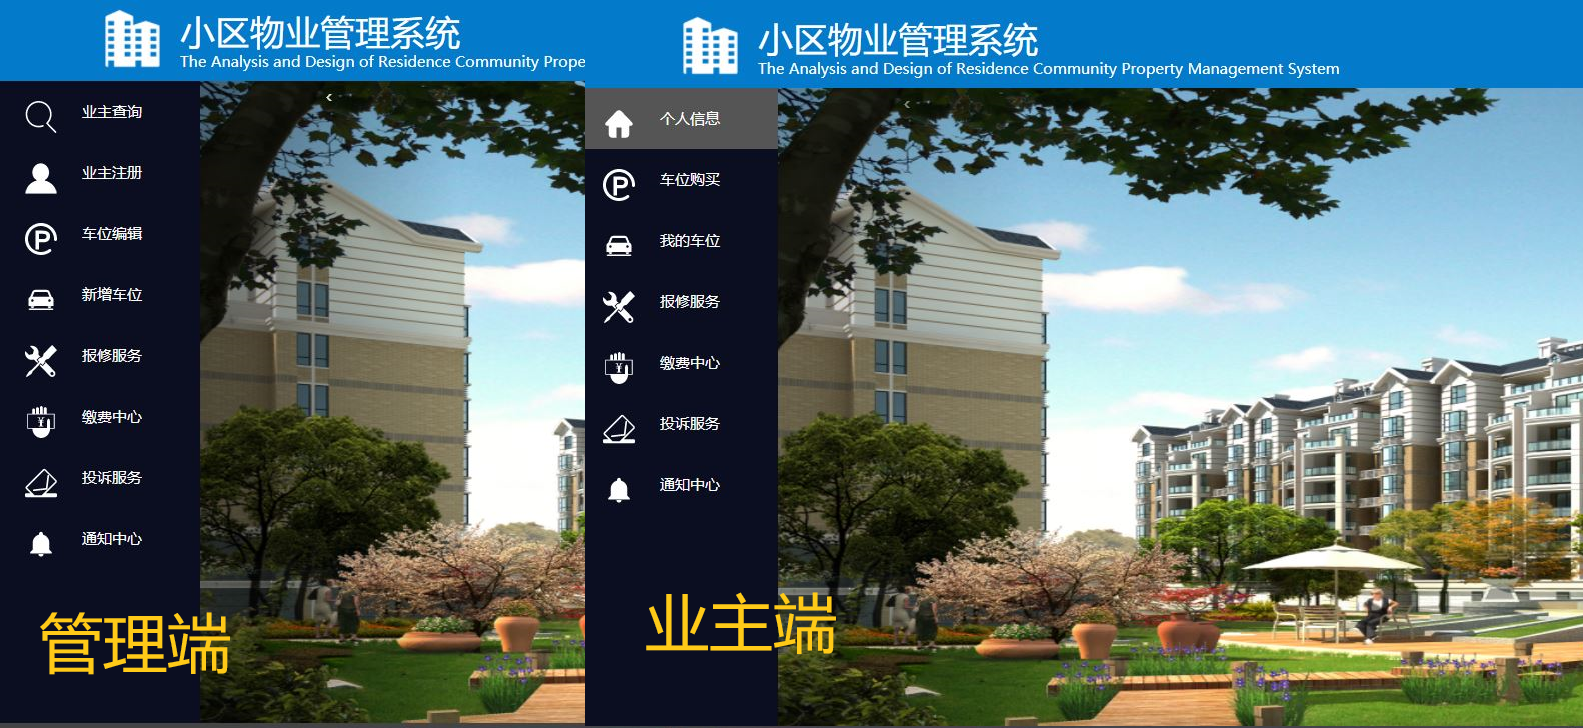 小区物业管理系统
The Analysis and Design of Residence Community Prope
业主查询
业主注册
车位编辑
新增车位
报修服务
缴费中心
投诉服务
通知中心
管理端
小区物业管理系统
The Analysis and Design of Residence Community Property Management System
个人信息
车位购买
我的车位
报修服务
缴费中心
投诉服务
通知中心
业主端